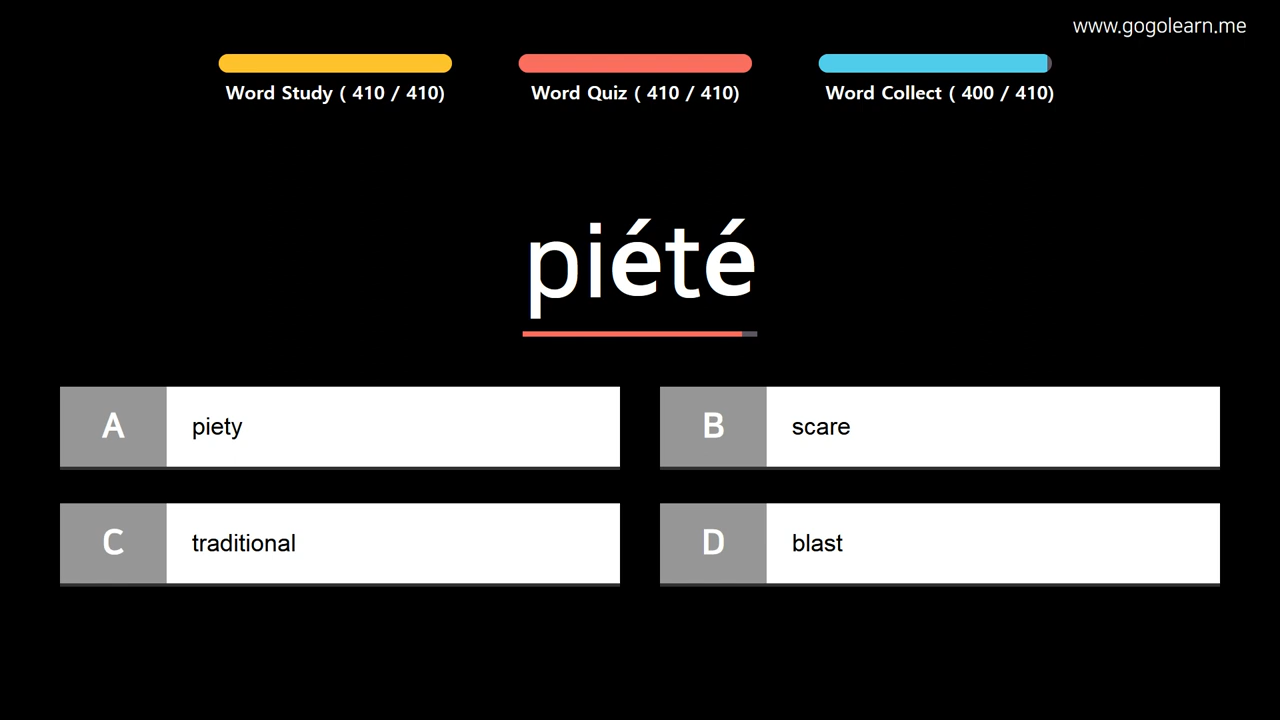 www.gogolearn.me
Word Study ( 410 / 410)
Word Quiz ( 410 / 410)
Word Collect ( 400 / 410)
piété
A piety
B scare
C traditional
D blast